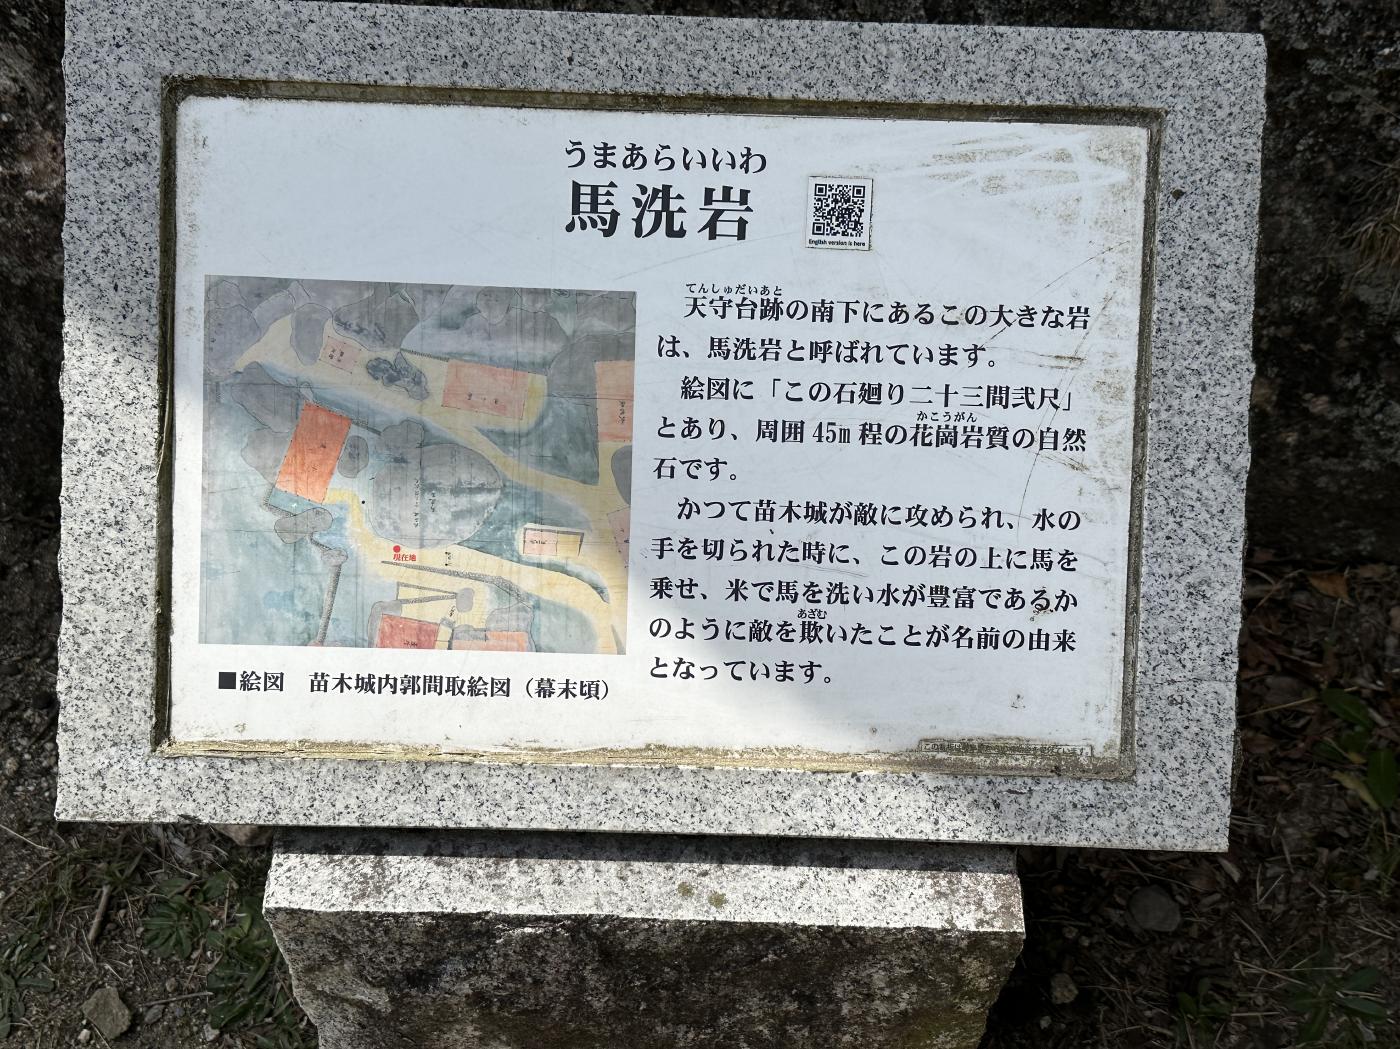 うまあらいいわ
馬洗岩
English version is here
てんしゅだいあと
天守台跡の南下にあるこの大きな岩
は、馬洗岩と呼ばれています。
絵図に「この石廻り二十三間弐尺」
かこうがん
とあり、周囲45m程の花崗岩質の自然
石です。
かつて苗木城が敵に攻められ、水の
手を切られた時に、この岩の上に馬を
乗せ、米で馬を洗い水が豊富であるか
あざむ
のように敵を欺いたことが名前の由来
となっています。
現在地
■絵図 苗木城内郭間取絵図（幕末頃）